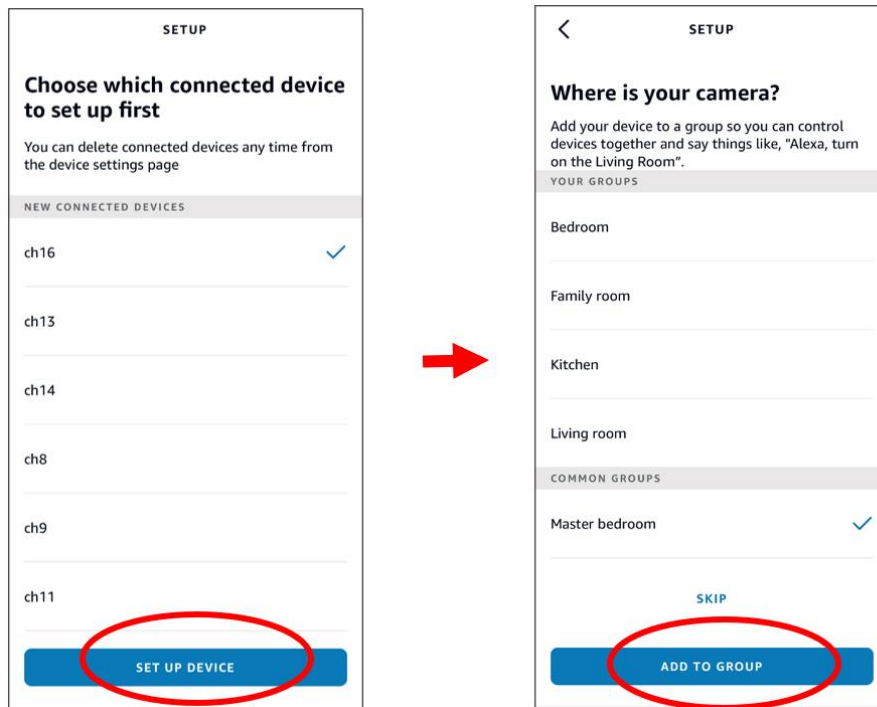 SETUP
Choose which connected device
to set up first
You can delete connected devices any time from
the device settings page
NEW CONNECTED DEVICES
ch16
ch13
ch14
ch8
ch9
ch11
SET UP DEVICE
SETUP
Where is your camera?
Add your device to a group so you can control
devices together and say things like, "Alexa, turn
on the Living Room".
YOUR GROUPS
Bedroom
Family room
Kitchen
Living room
COMMON GROUPS
Master bedroom
SKIP
ADD TO GROUP